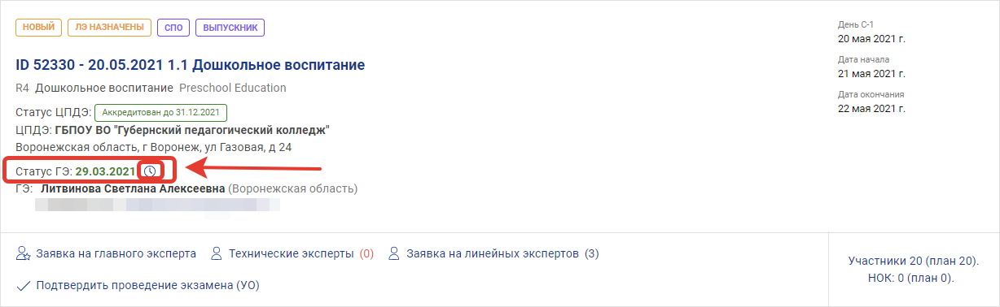 НОВЫЙ ЛЭ НАЗНАЧЕНЫ СПО ВЫПУСКНИК
ID 52330 - 20.05.2021 1.1 Дошкольное воспитание
R4 Дошкольное воспитание Preschool Education
Статус ЦПДЭ: Аккредитован до 31.12.2021
ЦПДЭ: ГБПОУ ВО "Губернский педагогический колледж"
Воронежская область, г Воронеж, ул Газовая, д 24
Статус ГЭ: 29.03.2021
ГЭ: Литвинова Светлана Алексеевна (Воронежская область)
День С-1
20 мая 2021 г.
Дата начала
21 мая 2021 г.
Дата окончания
22 мая 2021 г.
Заявка на главного эксперта Технические эксперты (0) Заявка на линейных экспертов (3)
Подтвердить проведение экзамена (УО)
Участники 20 (план 20).
НОК: 0 (план 0).